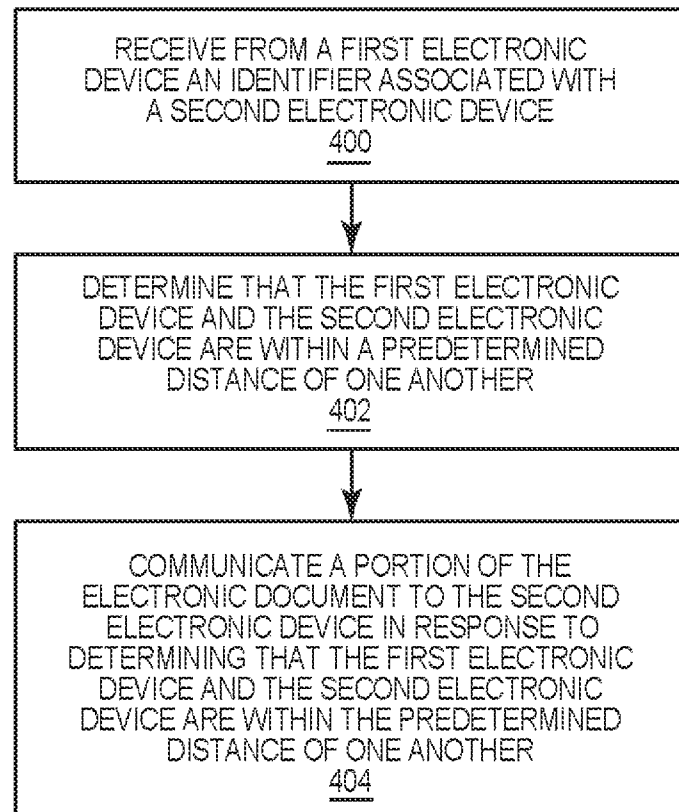 RECEIVE FROM A FIRST ELECTRONIC
DEVICE AN IDENTIFIER ASSOCIATED WITH
A SECOND ELECTRONIC DEVICE
400
DETERMINE THAT THE FIRST ELECTRONIC
DEVICE AND THE SECOND ELECTRONIC
DEVICE ARE WITHIN A PREDETERMINED
DISTANCE OF ONE ANOTHER
402
COMMUNICATE A PORTION OF THE
ELECTRONIC DOCUMENT TO THE SECOND
ELECTRONIC DEVICE IN RESPONSE TO
DETERMINING THAT THE FIRST ELECTRONIC
DEVICE AND THE SECOND ELECTRONIC
DEVICE ARE WITHIN THE PREDETERMINED
DISTANCE OF ONE ANOTHER
404